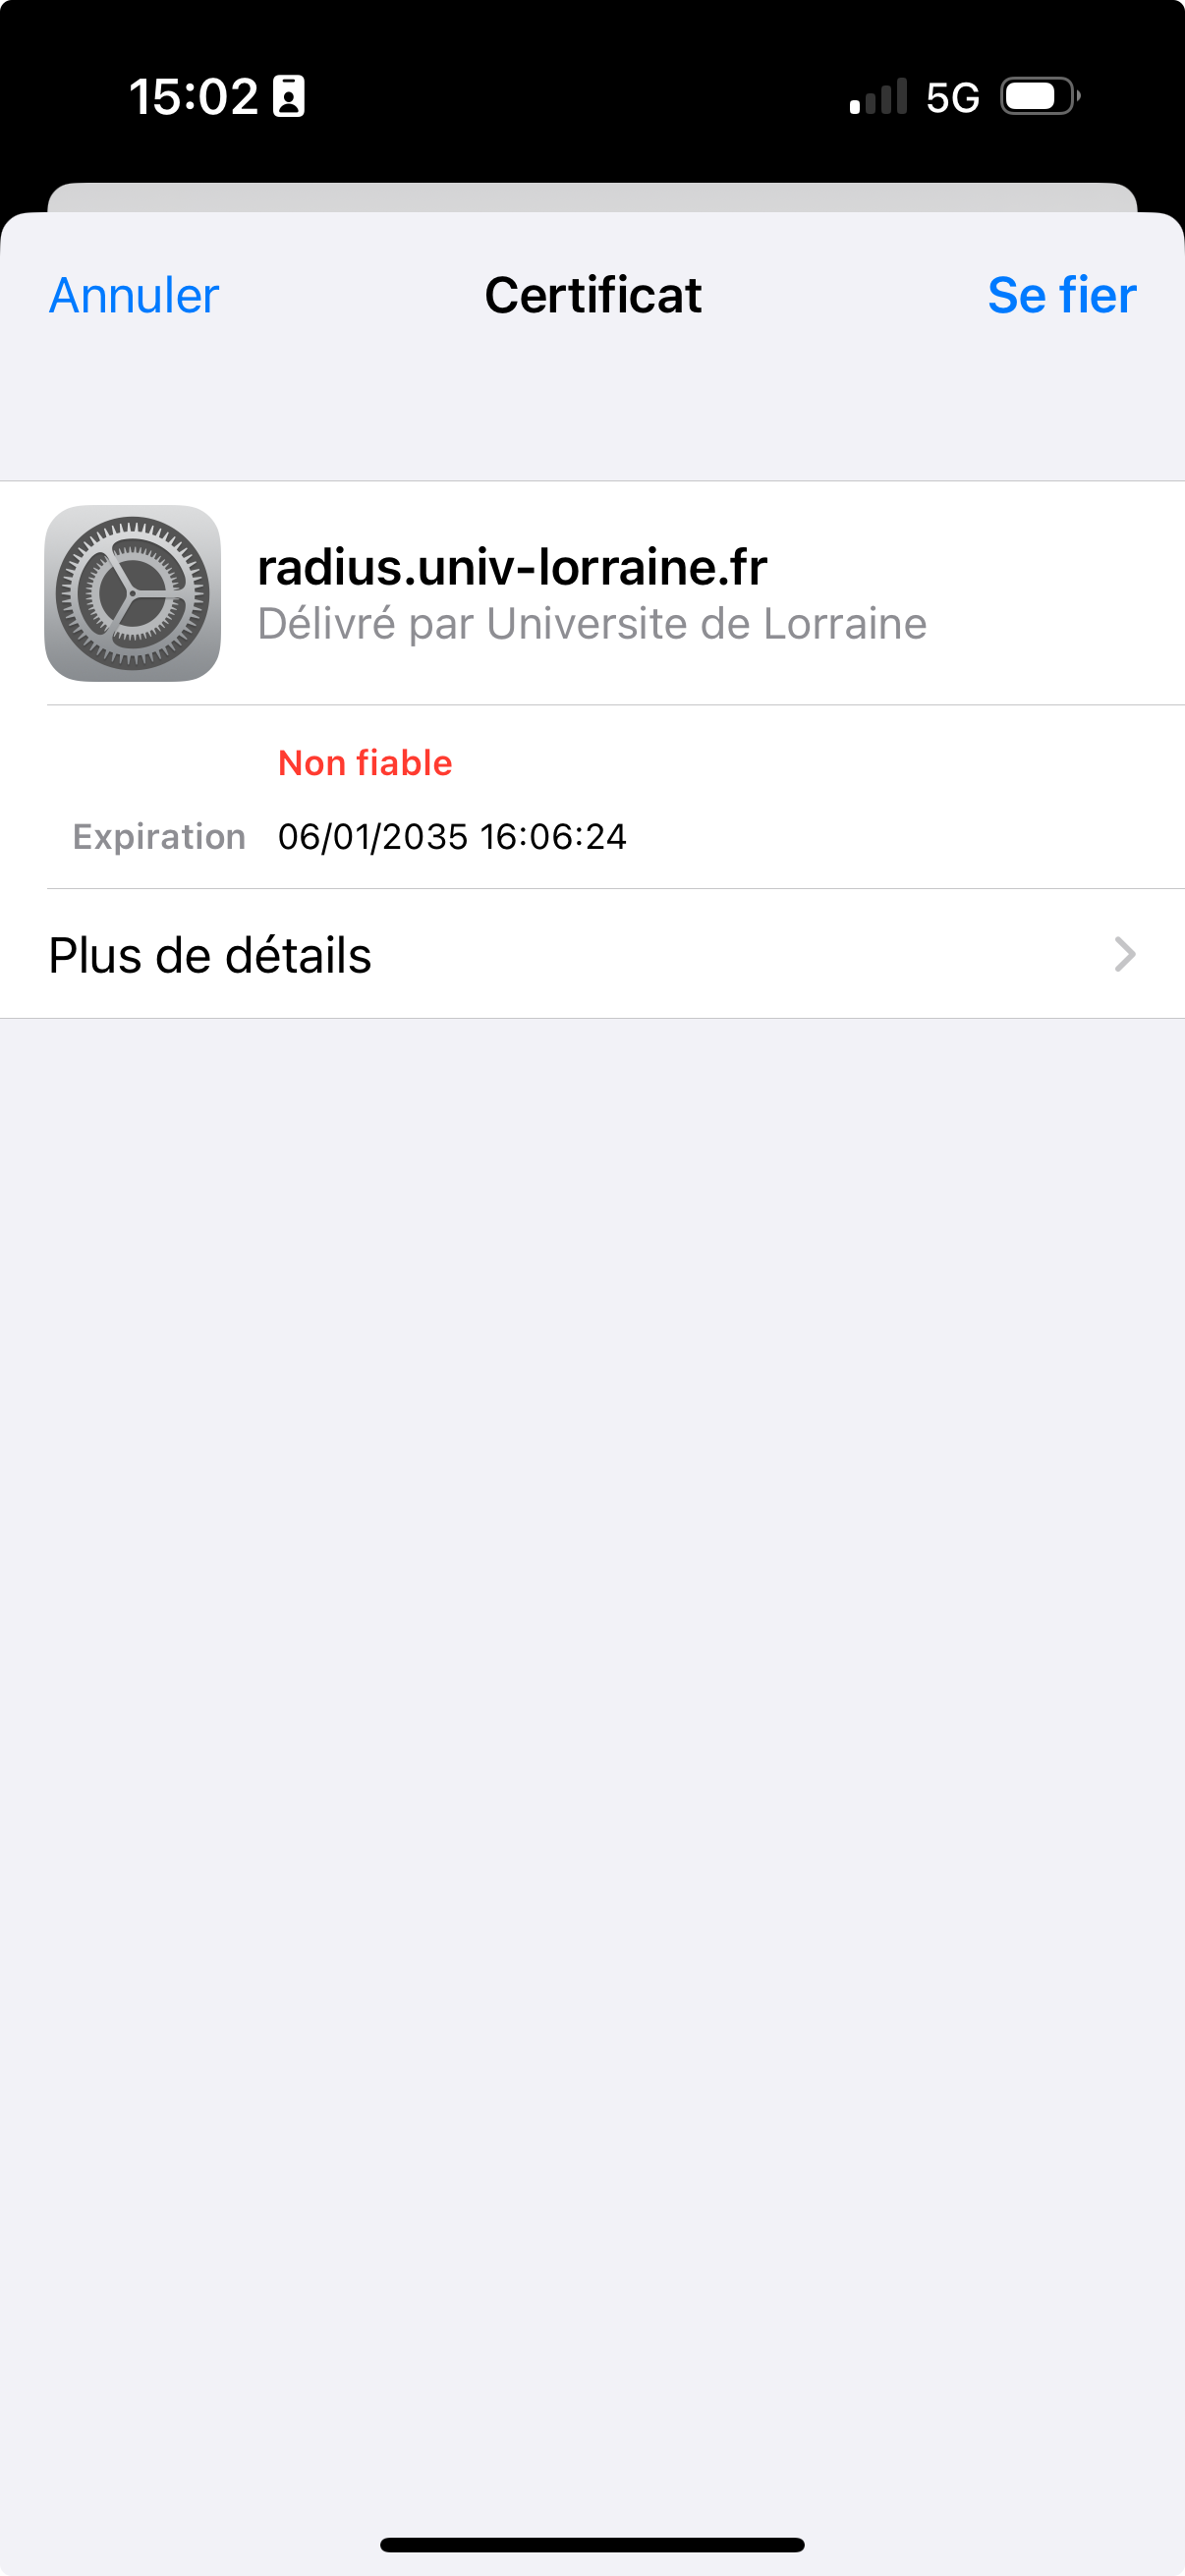 15:02 5G
Annuler Certificat Se fier
radius.univ-lorraine.fr
Délivré par Universite de Lorraine
Non fiable
Expiration 06/01/2035 16:06:24
Plus de détails